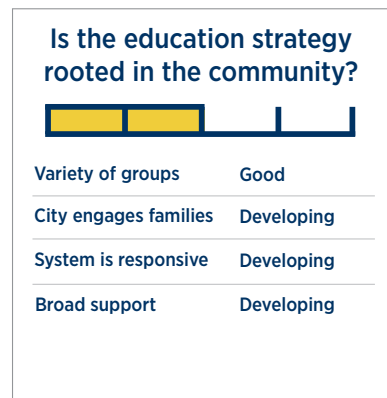 Is the education strategy
rooted in the community?
Variety of groups Good
City engages families Developing
System is responsive Developing
Broad support Developing